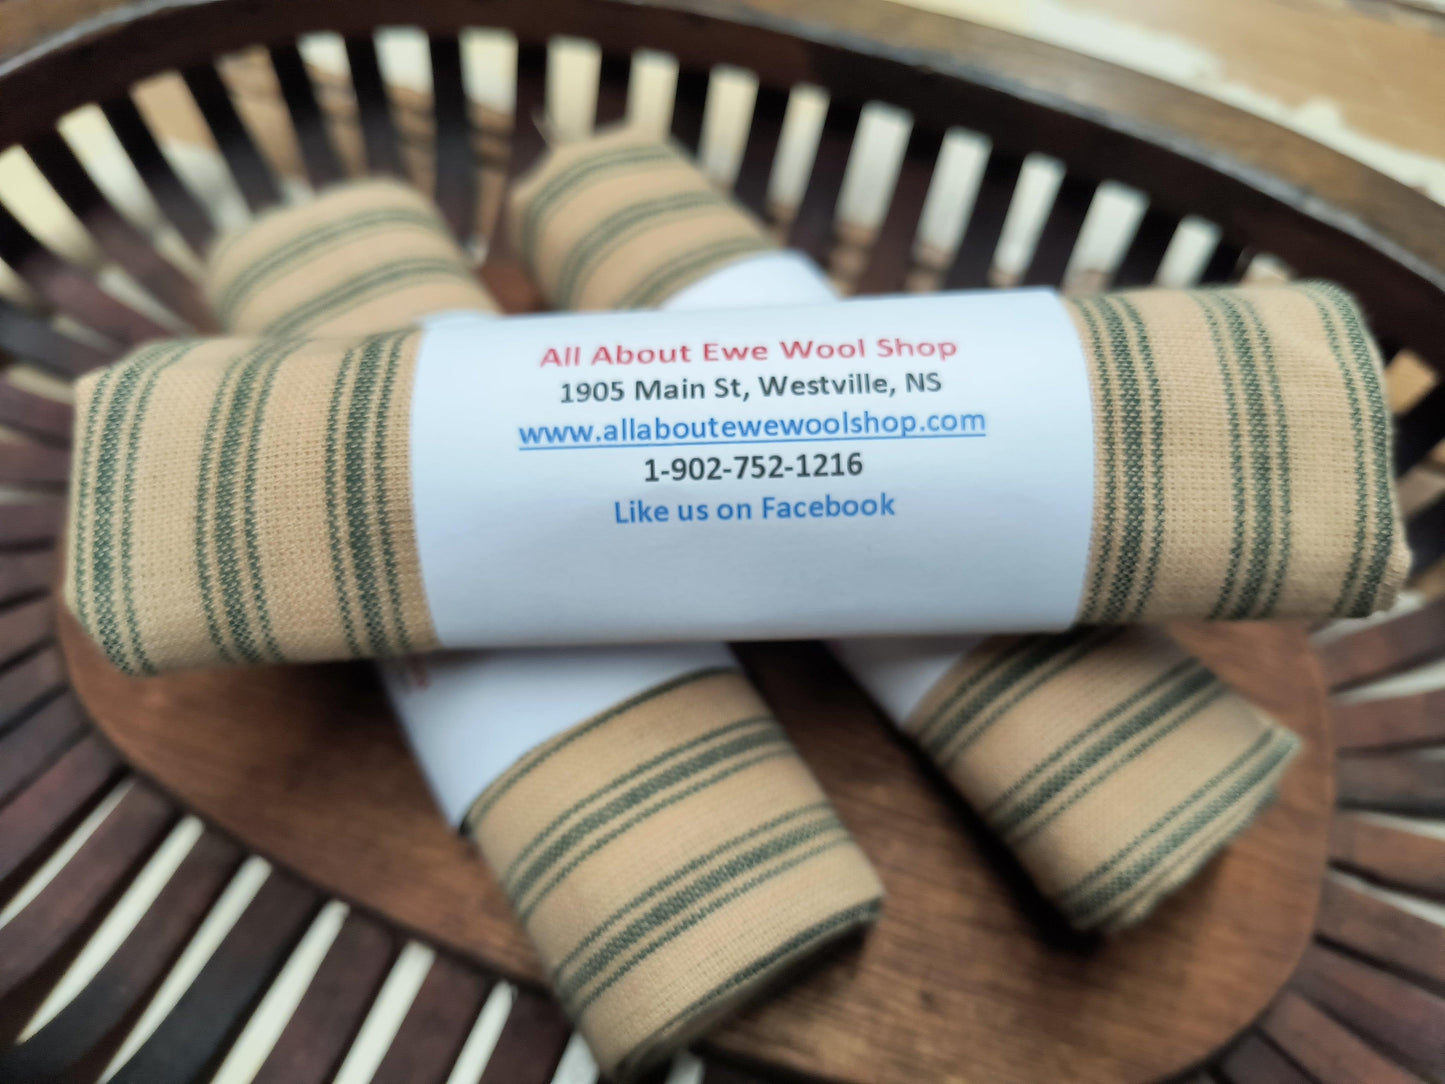 All About Ewe Wool Shop
1905 Main St, Westville, NS
www.allaboutewewoolshop.com
1-902-752-1216
Like us on Facebook